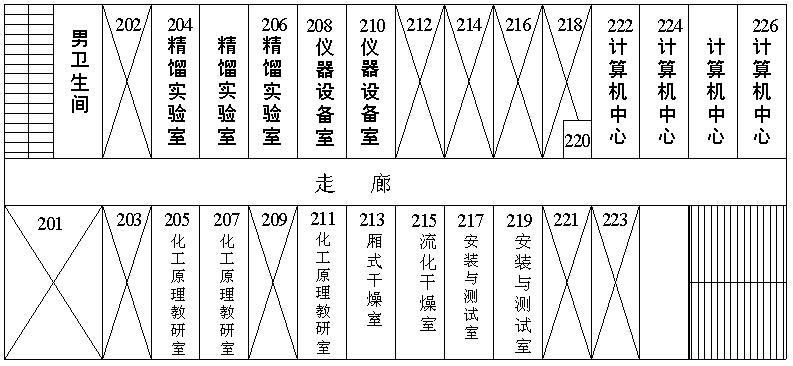 男卫生间
202
204 精馏实验室
精馏实验室
206 精馏实验室
208 仪器设备室
210 仪器设备室
212
214
216
218
220
222 计算机中心
224 计算机中心
计算机中心
226 计算机中心
走廊
201
203
205 化工原理教研室
207 化工原理教研室
209
211 化工原理教研室
213 厢式干燥室
215 流化干燥室
217 安装与测试室
219 安装与测试室
221
223